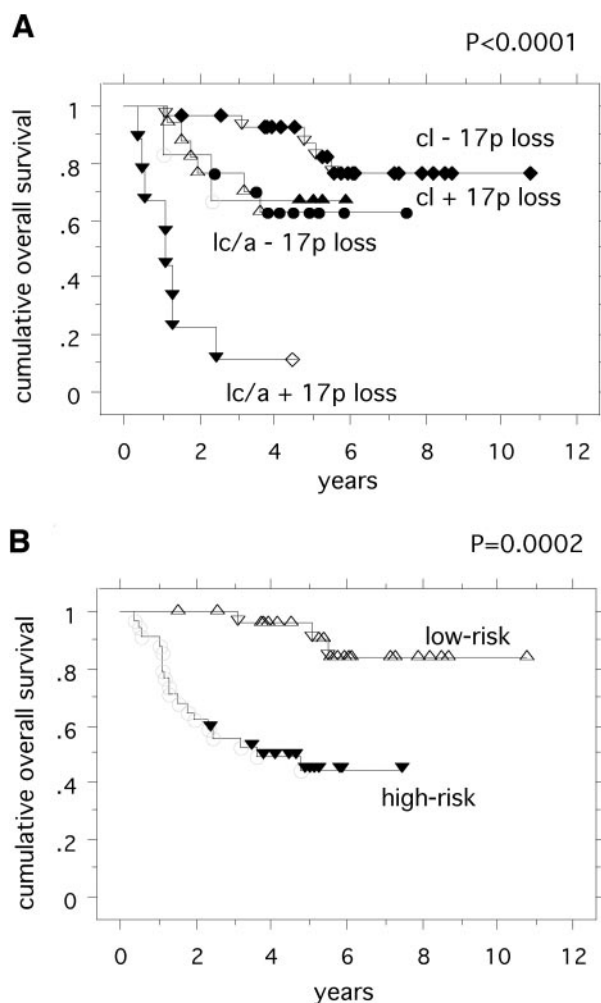 A
P<0.0001
1
.8
.6
.4
.2
0
cumulative overall survival
cl - 17p loss
cl + 17p loss
lc/a - 17p loss
lc/a + 17p loss
0 2 4 6 8 10 12
years
B
P=0.0002
1
.8
.6
.4
.2
0
cumulative overall survival
low-risk
high-risk
0 2 4 6 8 10 12
years